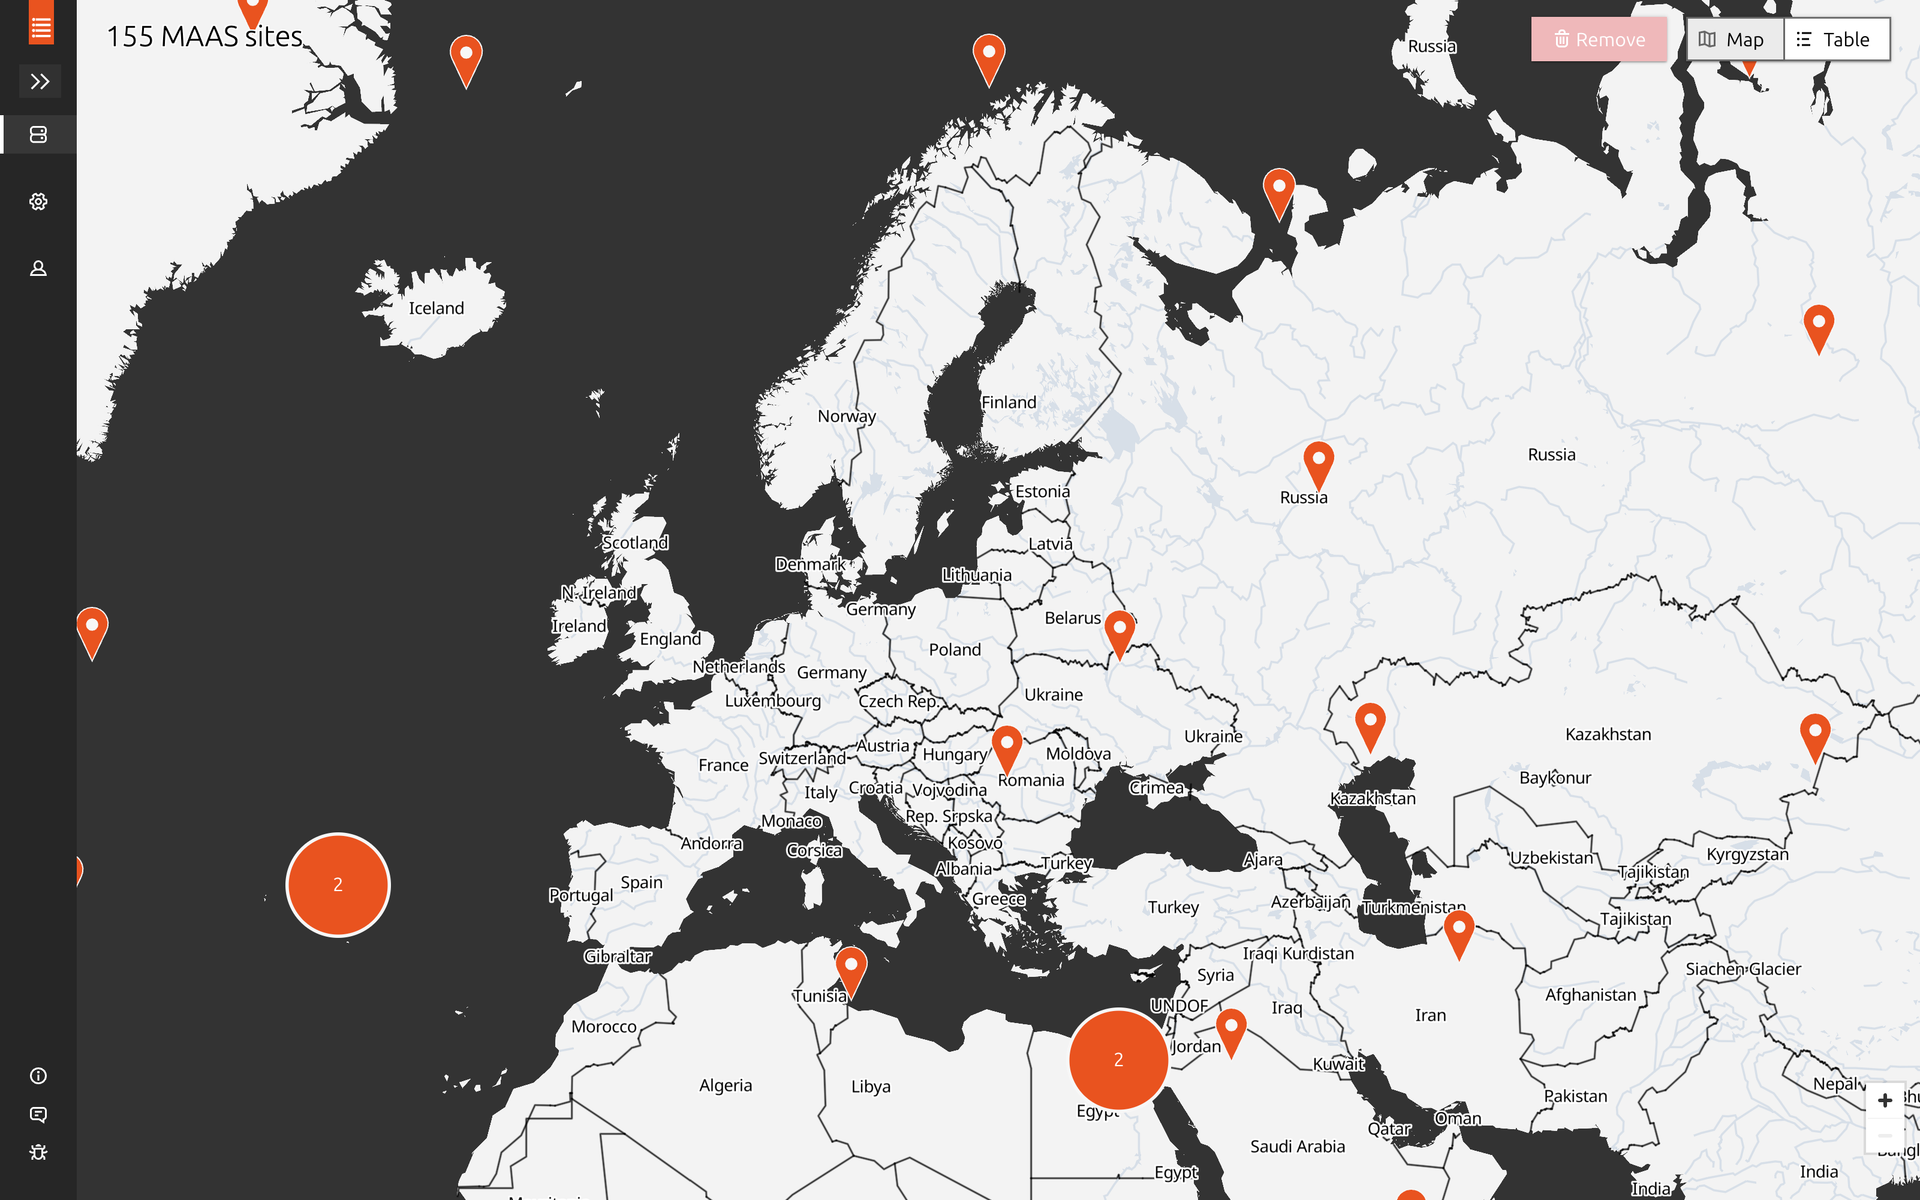 155 MAAS sites
Remove
Map
Table
Russia
Iceland
Norway
Finland
Russia
Russia
Estonia
Scotland
Latvia
Denmark
Lithuania
N. Ireland
Germany
Ireland
England
Belarus
Poland
Netherlands
Germany
Luxembourg
Czech Rep.
Ukraine
Ukraine
Kazakhstan
Austria
Switzerland
Hungary
Moldova
France
Romania
Baykonur
Italy
Croatia
Vojvodina
Crimea
Kazakhstan
Rep. Srpska
Monaco
Andorra
Corsica
Kosovo
Kyrgyzstan
Uzbekistan
Ajara
Turkey
Albania
Tajikistan
2
Spain
Portugal
Greece
Turkey
Azerbaijan
Turkmenistan
Tajikistan
Gibraltar
Iraqi Kurdistan
Siachen Glacier
Syria
Tunisia
Afghanistan
UNDOF
Iraq
Iran
Morocco
Jordan
2
Kuwait
Algeria
Libya
Nepal
Pakistan
Egypt
Oman
Qatar
Saudi Arabia
Egypt
India
India